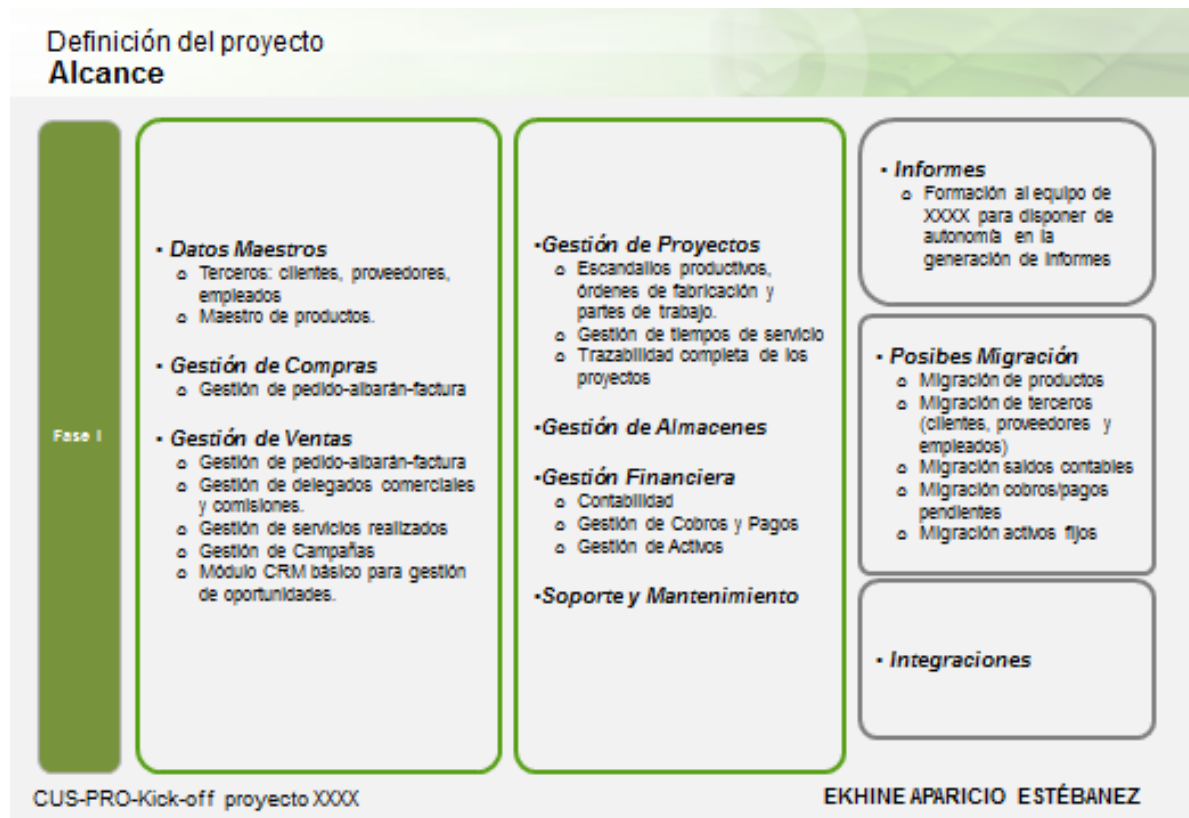 Definición del proyecto
Alcance
Fase I
▪ Datos Maestros
o Terceros: clientes, proveedores,
empleados
o Maestro de productos.
▪ Gestión de Compras
o Gestión de pedido-albarán-factura
▪ Gestión de Ventas
o Gestión de pedido-albarán-factura
o Gestión de delegados comerciales
y comisiones.
o Gestión de servicios realizados
o Gestión de Campañas
o Módulo CRM básico para gestión
de oportunidades.
▪Gestión de Proyectos
o Escandallos productivos,
órdenes de fabricación y
partes de trabajo.
o Gestión de tiempos de servicio
o Trazabilidad completa de los
proyectos
▪Gestión de Almacenes
▪Gestión Financiera
o Contabilidad
o Gestión de Cobros y Pagos
o Gestión de Activos
▪Soporte y Mantenimiento
▪ Informes
o Formación al equipo de
XXXX para disponer de
autonomía en la
generación de informes
▪ Posibes Migración
o Migración de productos
o Migración de terceros
(clientes, proveedores y
empleados)
o Migración saldos contables
o Migración cobros/pagos
pendientes
o Migración activos fijos
▪ Integraciones
CUS-PRO-Kick-off proyecto XXXX
EKHINE APARICIO ESTÉBANEZ